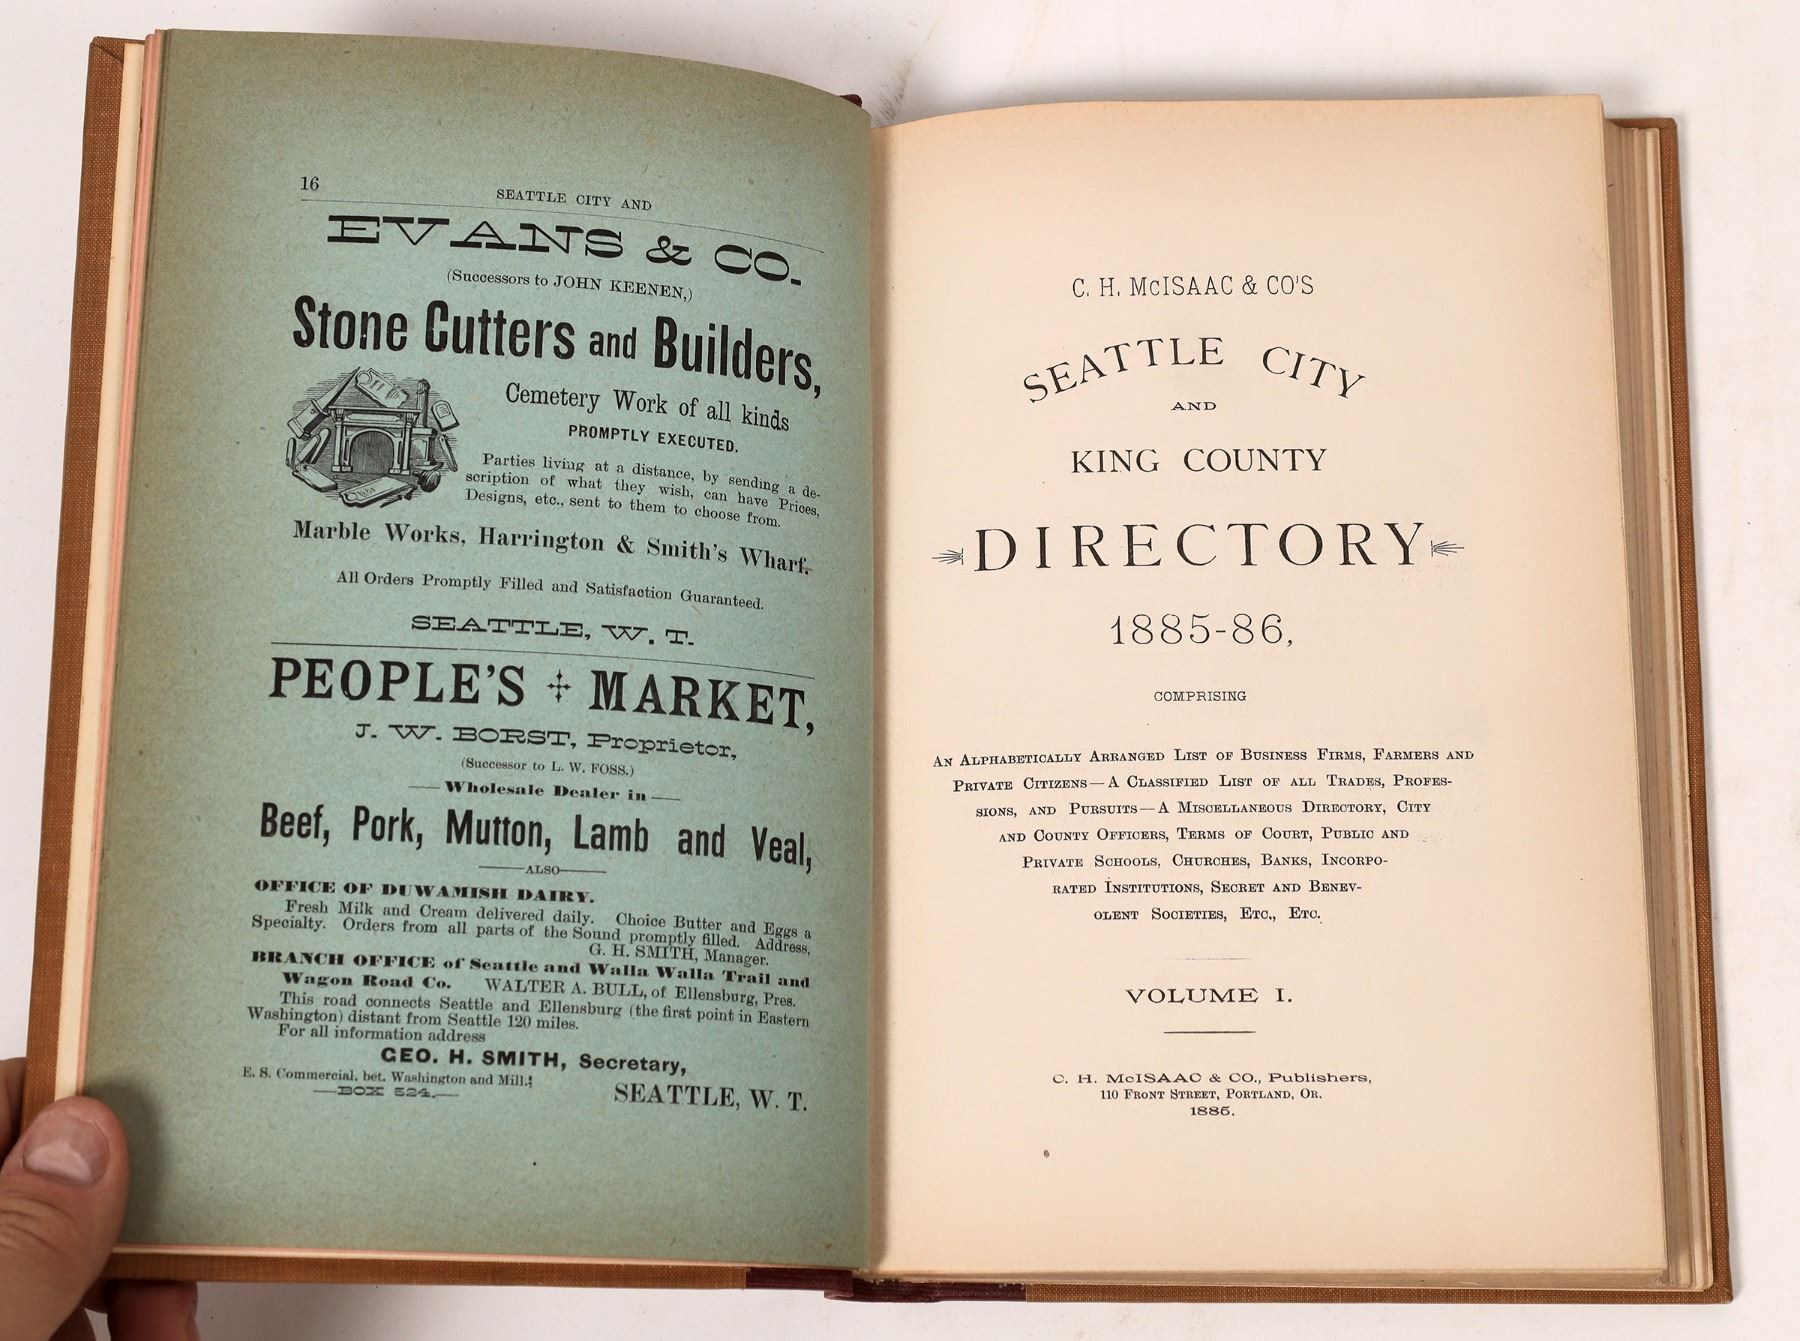 16
SEATTLE CITY AND
EVANS & CO.
(Successors to JOHN KEENEN,)
Stone Cutters and Builders,
Cemetery Work of all kinds
PROMPTLY EXECUTED.
Parties living at a distance, by sending a de-
scription of what they wish, can have Prices,
Designs, etc., sent to them to choose from.
Marble Works, Harrington & Smith's Wharf.
All Orders Promptly Filled and Satisfaction Guaranteed.
SEATTLE, W. T.
PEOPLE'S MARKET,
J. W. BORST, Proprietor,
(Successor to L. W. FOSS.)
Wholesale Dealer in
Beef, Pork, Mutton, Lamb and Veal,
ALSO
OFFICE OF DUWAMISH DAIRY.
Fresh Milk and Cream delivered daily. Choice Butter and Eggs a
Specialty. Orders from all parts of the Sound promptly filled. Address,
G. H. SMITH, Manager.
BRANCH OFFICE of Seattle and Walla Walla Trail and
Wagon Road Co. WALTER A. BULL, of Ellensburg, Pres.
This road connects Seattle and Ellensburg (the first point in Eastern
Washington) distant from Seattle 120 miles.
For all information address
GEO. H. SMITH, Secretary,
E. S. Commercial, bet. Washington and Mill.
BOX 524.
SEATTLE, W. T.
C. H. McISAAC & CO'S
SEATTLE CITY
AND
KING COUNTY
DIRECTORY
1885-86,
COMPRISING
AN ALPHABETICALLY ARRANGED LIST OF BUSINESS FIRMS, FARMERS AND
PRIVATE CITIZENS—A CLASSIFIED LIST OF ALL TRADES, PROFES-
SIONS, AND PURSUITS—A MISCELLANEOUS DIRECTORY, CITY
AND COUNTY OFFICERS, TERMS OF COURT, PUBLIC AND
PRIVATE SCHOOLS, CHURCHES, BANKS, INCORPO-
RATED INSTITUTIONS, SECRET AND BENEV-
OLENT SOCIETIES, ETC., ETC.
VOLUME I.
C. H. McISAAC & CO., Publishers,
110 FRONT STREET, PORTLAND, OR.
1885.